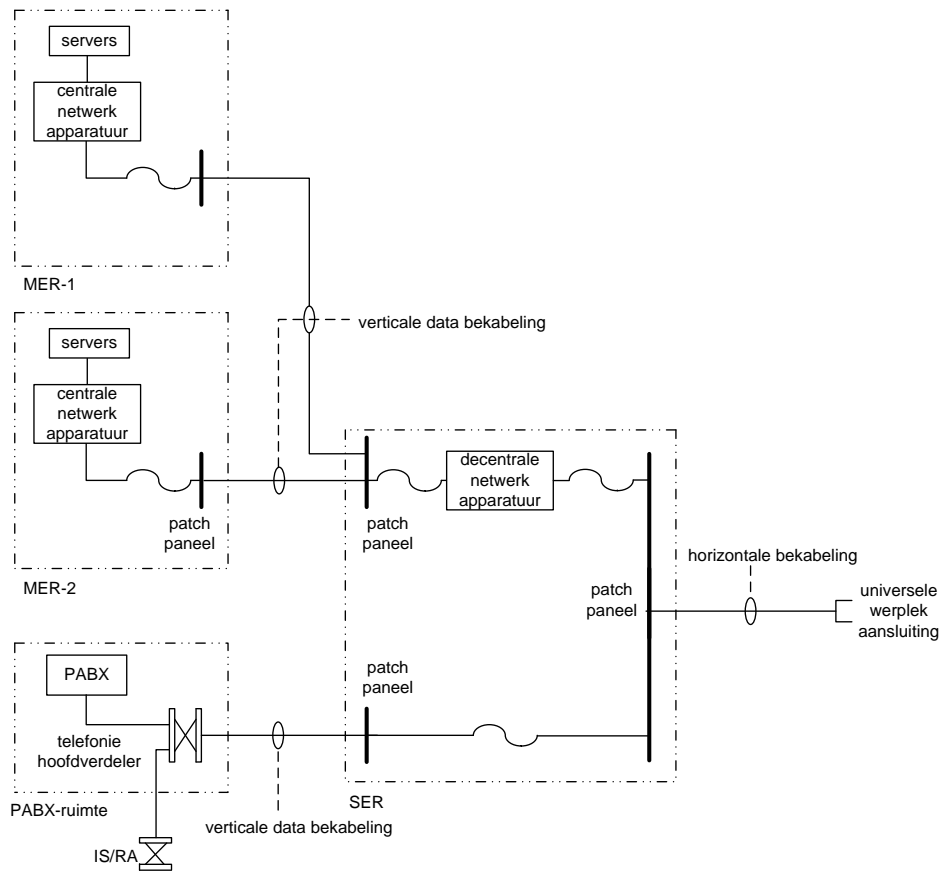 servers
centrale
netwerk
apparatuur
MER-1
servers
verticale data bekabeling
centrale
netwerk
apparatuur
patch
paneel
MER-2
decentrale
netwerk
apparatuur
patch
paneel
horizontale bekabeling
patch
paneel
universele
werplek
aansluiting
PABX
telefonie
hoofdverdeler
PABX-ruimte
patch
paneel
SER
verticale data bekabeling
IS/RA